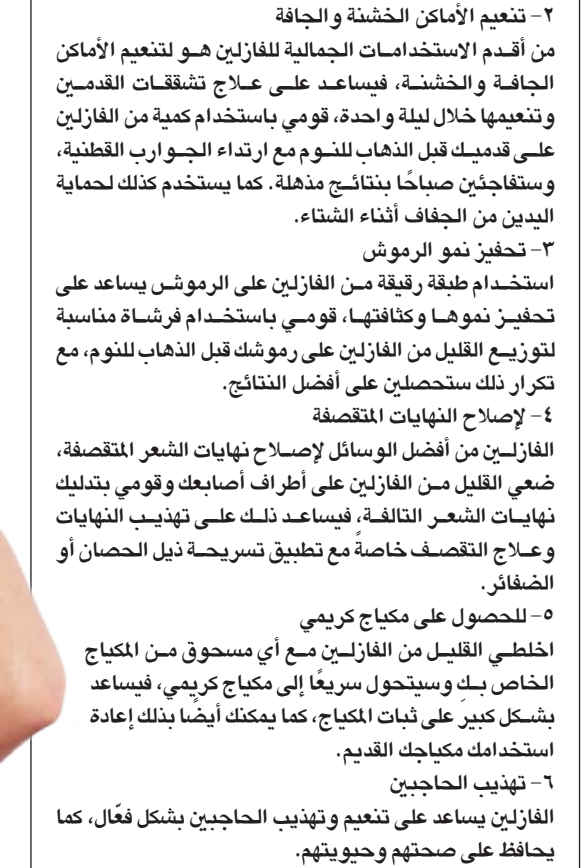 ٢- تنعيم الأماكن الخشنة والجافة
من أقدم الاستخدامات الجمالية للفازلين هو لتنعيم الأماكن
الجافة والخشنة، فيساعد على علاج تشققات القدمين
وتنعيمها خلال ليلة واحدة، قومي باستخدام كمية من الفازلين
على قدميك قبل الذهاب للنوم مع ارتداء الجوارب القطنية،
وستفاجئين صباحًا بنتائج مذهلة. كما يستخدم كذلك لحماية
اليدين من الجفاف أثناء الشتاء.
٣- تحفيز نمو الرموش
استخدام طبقة رقيقة من الفازلين على الرموش يساعد على
تحفيز نموها وكثافتها، قومي باستخدام فرشاة مناسبة
لتوزيع القليل من الفازلين على رموشك قبل الذهاب للنوم، مع
تكرار ذلك ستحصلين على أفضل النتائج.
٤- لإصلاح النهايات المتقصفة
الفازلين من أفضل الوسائل لإصلاح نهايات الشعر المتقصفة،
ضعي القليل من الفازلين على أطراف أصابعك وقومي بتدليك
نهايات الشعر التالفة، فيساعد ذلك على تهذيب النهايات
وعلاج التقصف خاصةً مع تطبيق تسريحة ذيل الحصان أو
الضفائر.
٥- للحصول على مكياج كريمي
اخلطي القليل من الفازلين مع أي مسحوق من المكياج
الخاص بكِ وسيتحول سريعًا إلى مكياج كريمي، فيساعد
بشكل كبير على ثبات المكياج، كما يمكنك أيضًا بذلك إعادة
استخدامك مكياجك القديم.
٦- تهذيب الحاجبين
الفازلين يساعد على تنعيم وتهذيب الحاجبين بشكل فعّال، كما
يحافظ على صحتهم وحيويتهم.